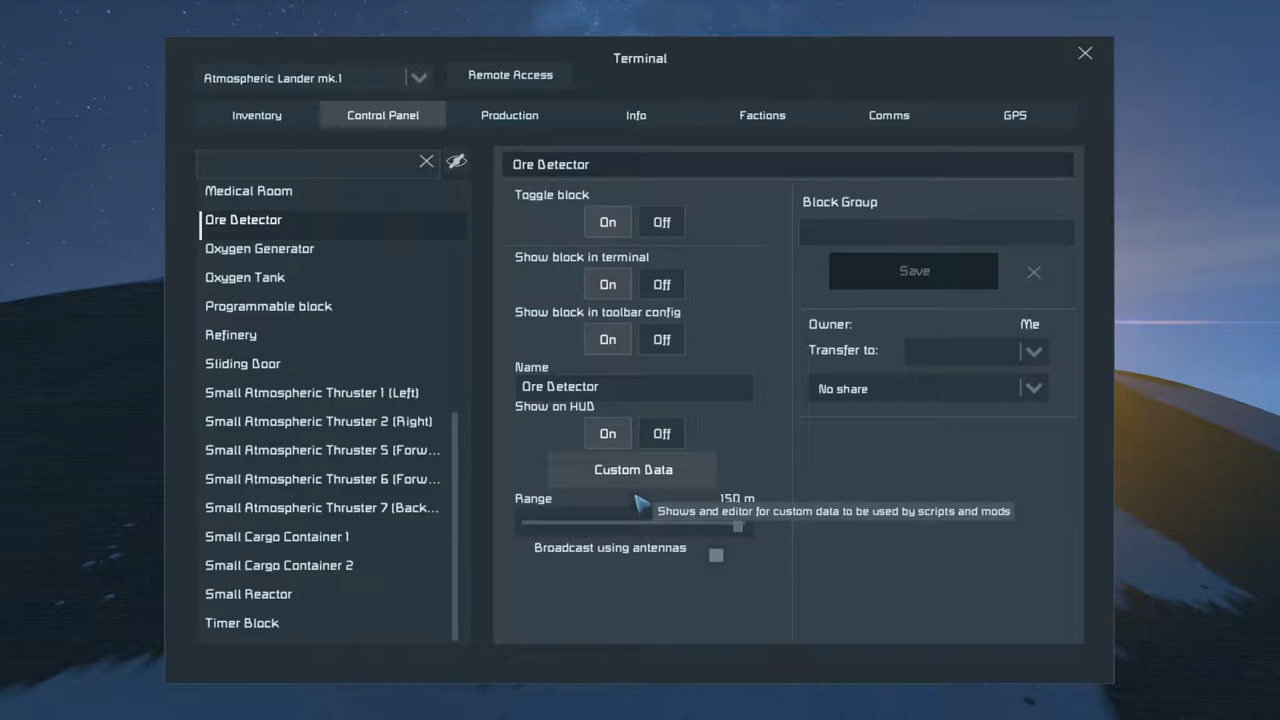 Terminal
Atmospheric Lander mk.1
Remote Access
Inventory
Control Panel
Production
Info
Factions
Comms
GPS
Medical Room
Ore Detector
Oxygen Generator
Oxygen Tank
Programmable block
Refinery
Sliding Door
Small Atmospheric Thruster 1 (Left)
Small Atmospheric Thruster 2 (Right)
Small Atmospheric Thruster 5 (Forw...
Small Atmospheric Thruster 6 (Forw...
Small Atmospheric Thruster 7 (Back...
Small Cargo Container 1
Small Cargo Container 2
Small Reactor
Timer Block
Ore Detector
Toggle block
On Off
Show block in terminal
On Off
Show block in toolbar config
On Off
Name
Ore Detector
Show on HUD
On Off
Custom Data
Range 150 m
Shows and editor for custom data to be used by scripts and mods
Broadcast using antennas
Block Group
Save
Owner: Me
Transfer to:
No share